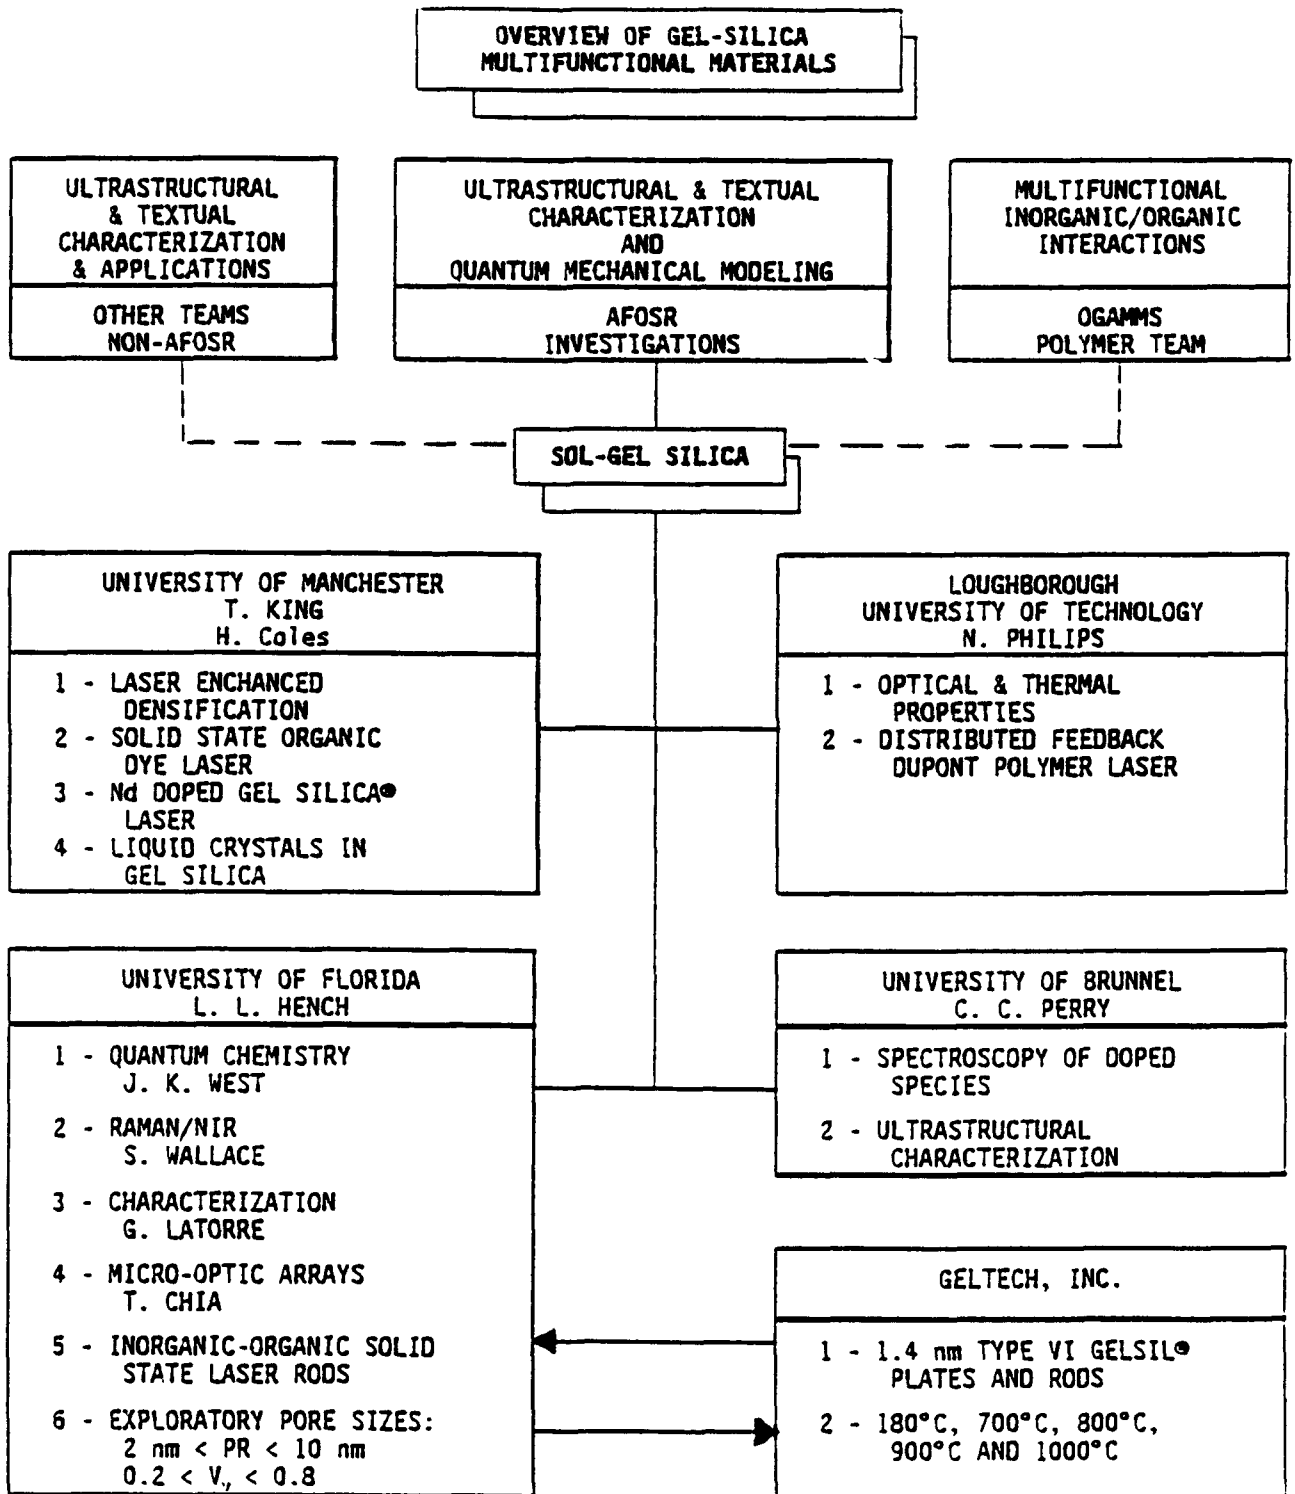 OVERVIEW OF GEL-SILICA
MULTIFUNCTIONAL MATERIALS
ULTRASTRUCTURAL
& TEXTUAL
CHARACTERIZATION
& APPLICATIONS
OTHER TEAMS
NON-AFOSR
ULTRASTRUCTURAL & TEXTUAL
CHARACTERIZATION
AND
QUANTUM MECHANICAL MODELING
AFOSR
INVESTIGATIONS
MULTIFUNCTIONAL
INORGANIC/ORGANIC
INTERACTIONS
OGAMMS
POLYMER TEAM
SOL-GEL SILICA
UNIVERSITY OF MANCHESTER
T. KING
H. Coles
1 - LASER ENCHANCED
DENSIFICATION
2 - SOLID STATE ORGANIC
DYE LASER
3 - Nd DOPED GEL SILICA®
LASER
4 - LIQUID CRYSTALS IN
GEL SILICA
LOUGHBOROUGH
UNIVERSITY OF TECHNOLOGY
N. PHILIPS
1 - OPTICAL & THERMAL
PROPERTIES
2 - DISTRIBUTED FEEDBACK
DUPONT POLYMER LASER
UNIVERSITY OF FLORIDA
L. L. HENCH
1 - QUANTUM CHEMISTRY
J. K. WEST
2 - RAMAN/NIR
S. WALLACE
3 - CHARACTERIZATION
G. LATORRE
4 - MICRO-OPTIC ARRAYS
T. CHIA
5 - INORGANIC-ORGANIC SOLID
STATE LASER RODS
6 - EXPLORATORY PORE SIZES:
2 nm < PR < 10 nm
0.2 < < 0.8
UNIVERSITY OF BRUNNEL
C. C. PERRY
1 - SPECTROSCOPY OF DOPED
SPECIES
2 - ULTRASTRUCTURAL
CHARACTERIZATION
GELTECH, INC.
1 - 1.4 nm TYPE VI GELSIL®
PLATES AND RODS
2 - 180°C, 700°C, 800°C,
900°C AND 1000°C